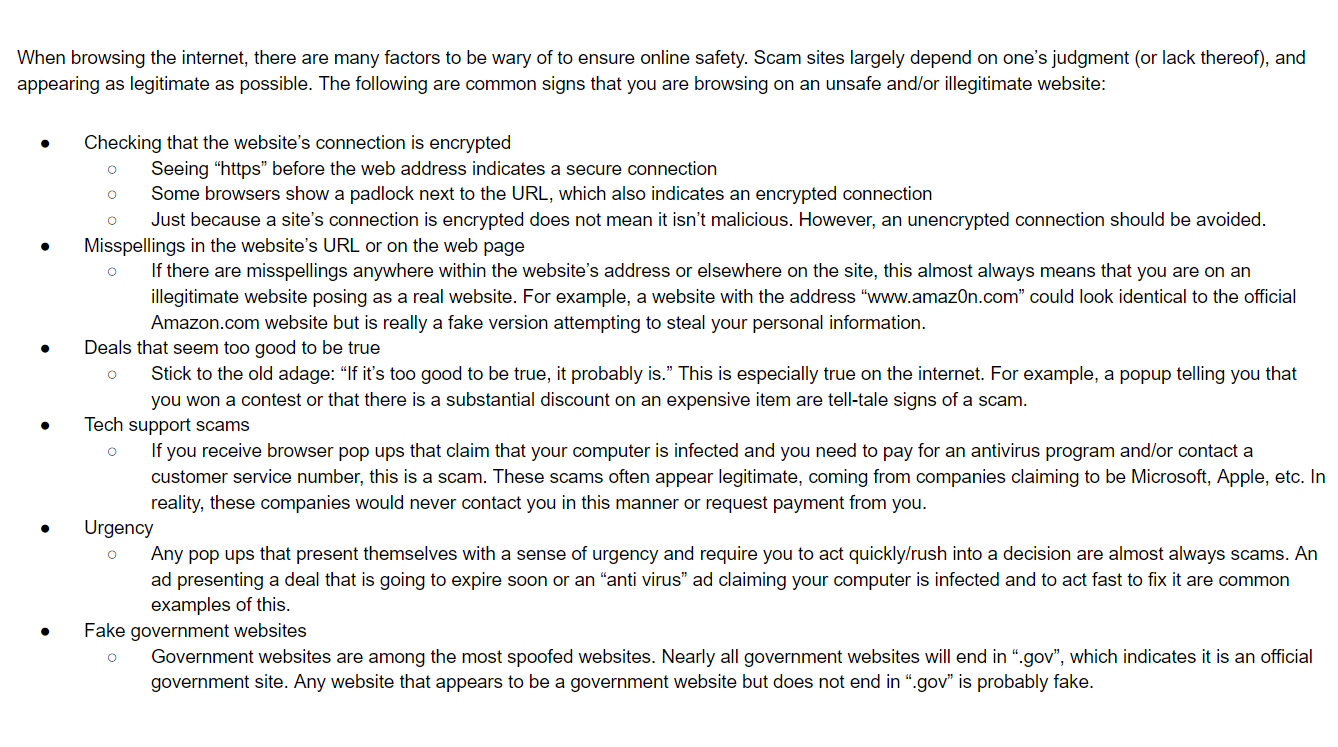 When browsing the internet, there are many factors to be wary of to ensure online safety. Scam sites largely depend on one's judgment (or lack thereof), and
appearing as legitimate as possible. The following are common signs that you are browsing on an unsafe and/or illegitimate website:
● Checking that the website's connection is encrypted
○ Seeing “https” before the web address indicates a secure connection
○ Some browsers show a padlock next to the URL, which also indicates an encrypted connection
○ Just because a site's connection is encrypted does not mean it isn't malicious. However, an unencrypted connection should be avoided.
● Misspellings in the website's URL or on the web page
○ If there are misspellings anywhere within the website's address or elsewhere on the site, this almost always means that you are on an
illegitimate website posing as a real website. For example, a website with the address “www.amaz0n.com” could look identical to the official
Amazon.com website but is really a fake version attempting to steal your personal information.
● Deals that seem too good to be true
○ Stick to the old adage: “If it's too good to be true, it probably is.” This is especially true on the internet. For example, a popup telling you that
you won a contest or that there is a substantial discount on an expensive item are tell-tale signs of a scam.
● Tech support scams
○ If you receive browser pop ups that claim that your computer is infected and you need to pay for an antivirus program and/or contact a
customer service number, this is a scam. These scams often appear legitimate, coming from companies claiming to be Microsoft, Apple, etc. In
reality, these companies would never contact you in this manner or request payment from you.
● Urgency
○ Any pop ups that present themselves with a sense of urgency and require you to act quickly/rush into a decision are almost always scams. An
ad presenting a deal that is going to expire soon or an “anti virus” ad claiming your computer is infected and to act fast to fix it are common
examples of this.
● Fake government websites
○ Government websites are among the most spoofed websites. Nearly all government websites will end in “.gov”, which indicates it is an official
government site. Any website that appears to be a government website but does not end in “.gov” is probably fake.